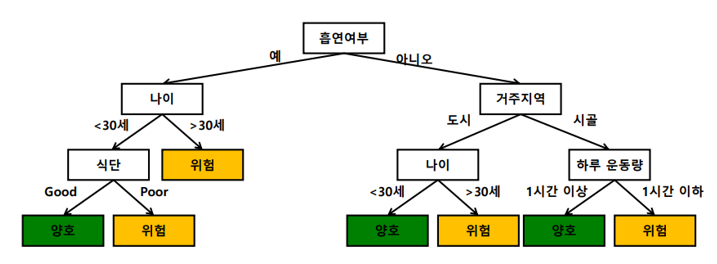 흡연여부
예
아니오
나이
거주지역
<30세
>30세
도시
시골
식단
위험
나이
하루 운동량
Good
Poor
<30세
>30세
1시간 이상
1시간 이하
양호
위험
양호
위험
양호
위험